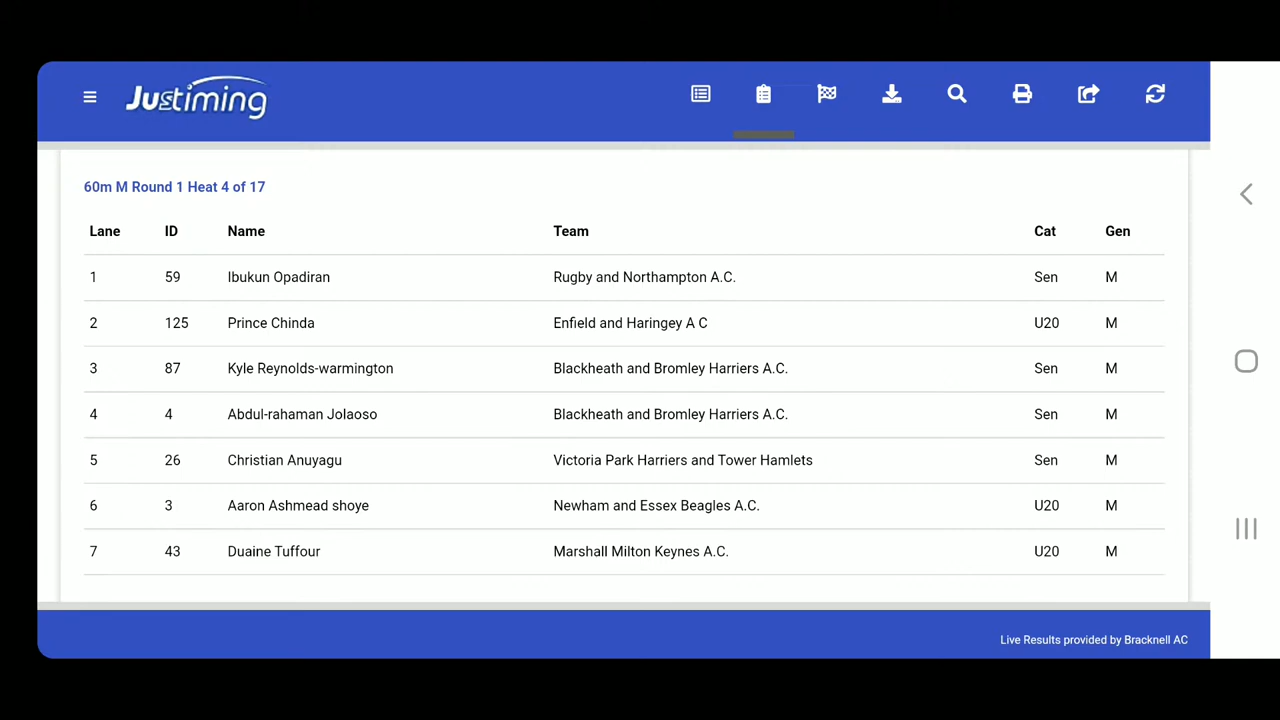 Justiming
60m M Round 1 Heat 4 of 17
Lane ID Name Team Cat Gen
1 59 Ibukun Opadiran Rugby and Northampton A.C. Sen M
2 125 Prince Chinda Enfield and Haringey A C U20 M
3 87 Kyle Reynolds-warmington Blackheath and Bromley Harriers A.C. Sen M
4 4 Abdul-rahaman Jolaoso Blackheath and Bromley Harriers A.C. Sen M
5 26 Christian Anuyagu Victoria Park Harriers and Tower Hamlets Sen M
6 3 Aaron Ashmead shoye Newham and Essex Beagles A.C. U20 M
7 43 Duaine Tuffour Marshall Milton Keynes A.C. U20 M
Live Results provided by Bracknell AC